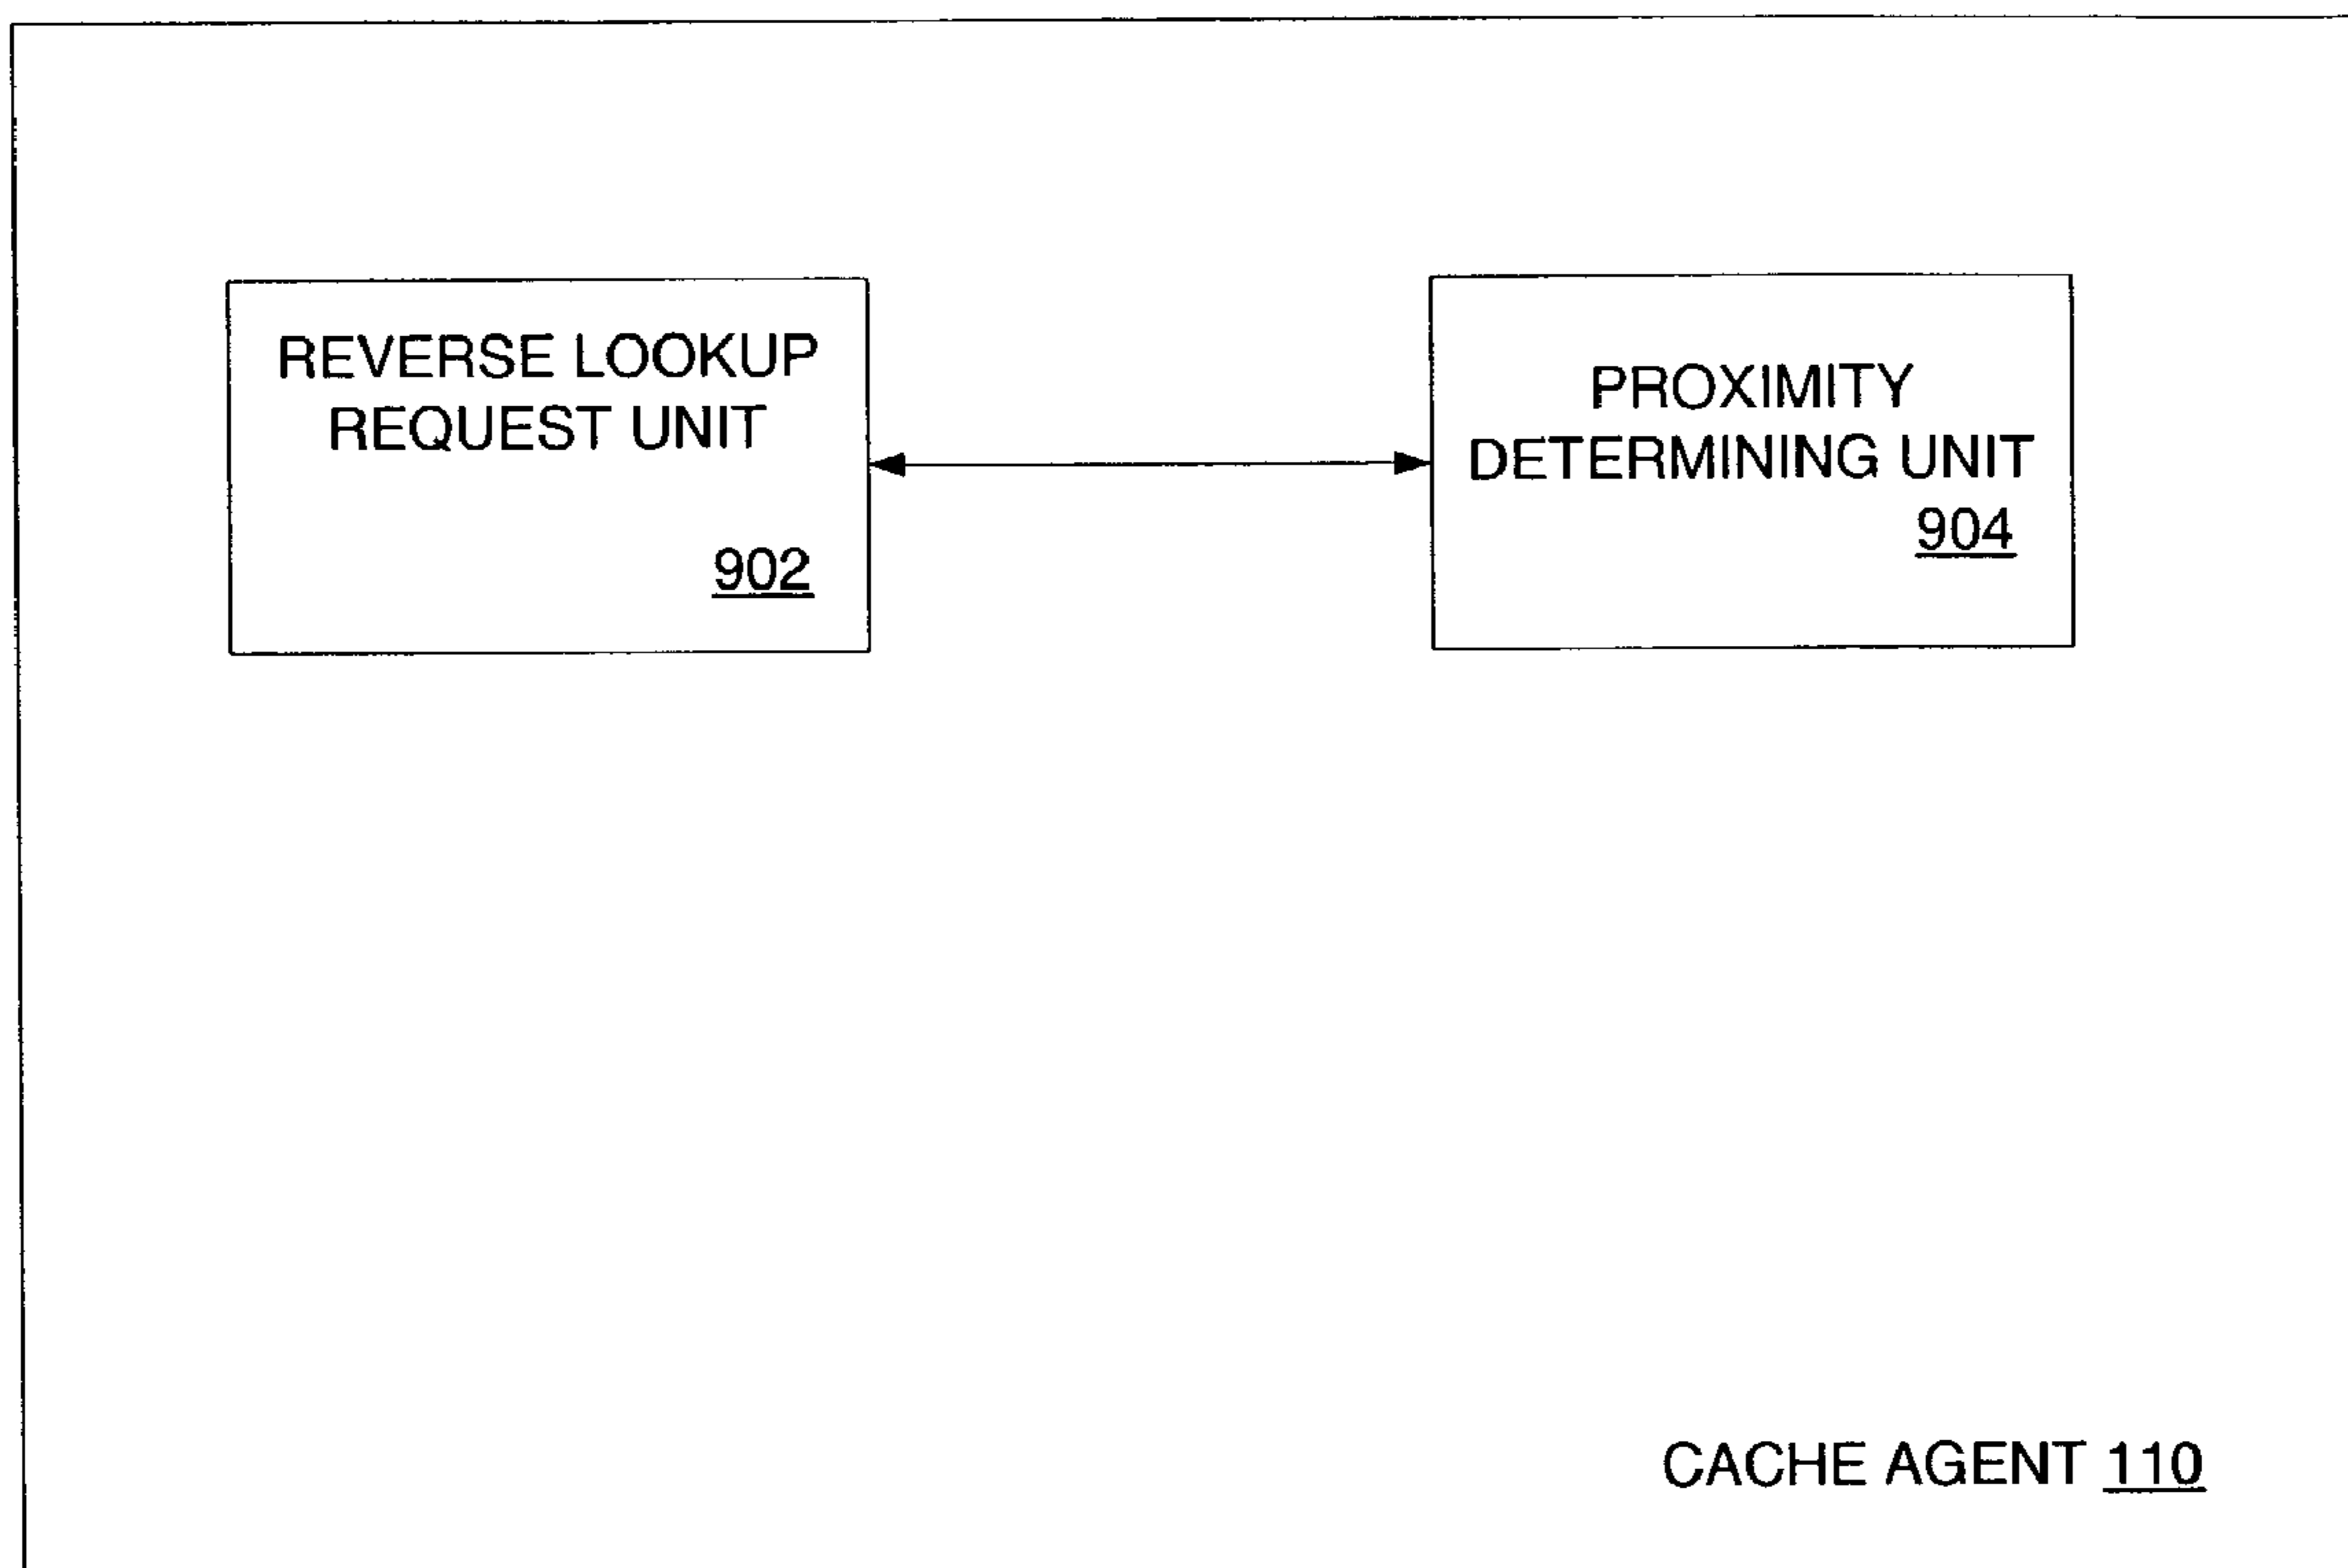 REVERSE LOOKUP
REQUEST UNIT
902
PROXIMITY
DETERMINING UNIT
904
CACHE AGENT 110